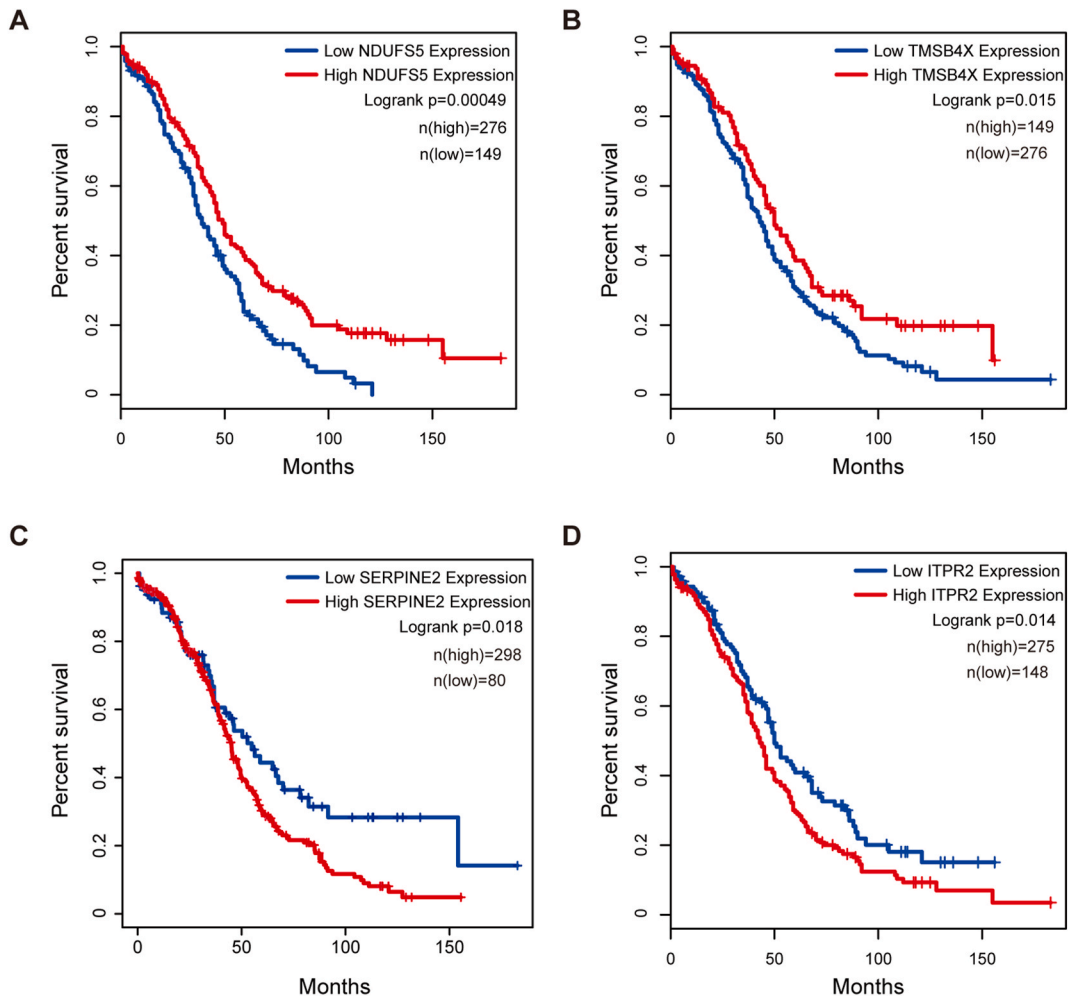 A
Low NDUFS5 Expression
High NDUFS5 Expression
Logrank p=0.00049
n(high)=276
n(low)=149
Percent survival
1.0
0.8
0.6
0.4
0.2
0
0 50 100 150
Months
B
Low TMSB4X Expression
High TMSB4X Expression
Logrank p=0.015
n(high)=149
n(low)=276
Percent survival
1.0
0.8
0.6
0.4
0.2
0
0 50 100 150
Months
C
Low SERPINE2 Expression
High SERPINE2 Expression
Logrank p=0.018
n(high)=298
n(low)=80
Percent survival
1.0
0.8
0.6
0.4
0.2
0
0 50 100 150
Months
D
Low ITPR2 Expression
High ITPR2 Expression
Logrank p=0.014
n(high)=275
n(low)=148
Percent survival
1.0
0.8
0.6
0.4
0.2
0
0 50 100 150
Months